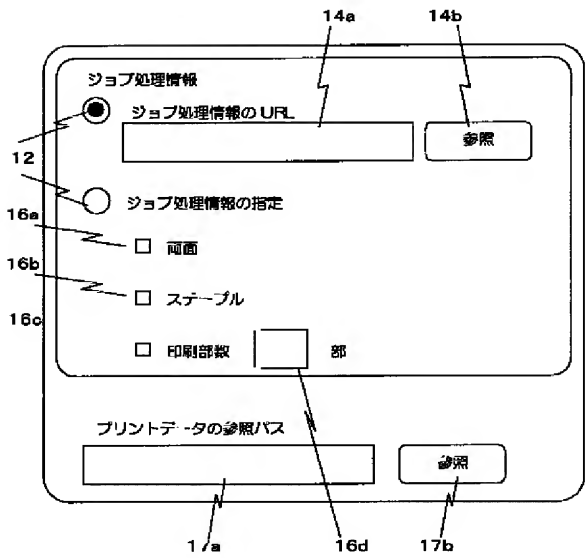 14a 14b
ジョブ処理情報
ジョブ処理情報の URL
参照
12
ジョブ処理情報の指定
16a
両面
16b
ステープル
16c
印刷部数 部
プリントデータの参照パス
参照
17a 16d 17b